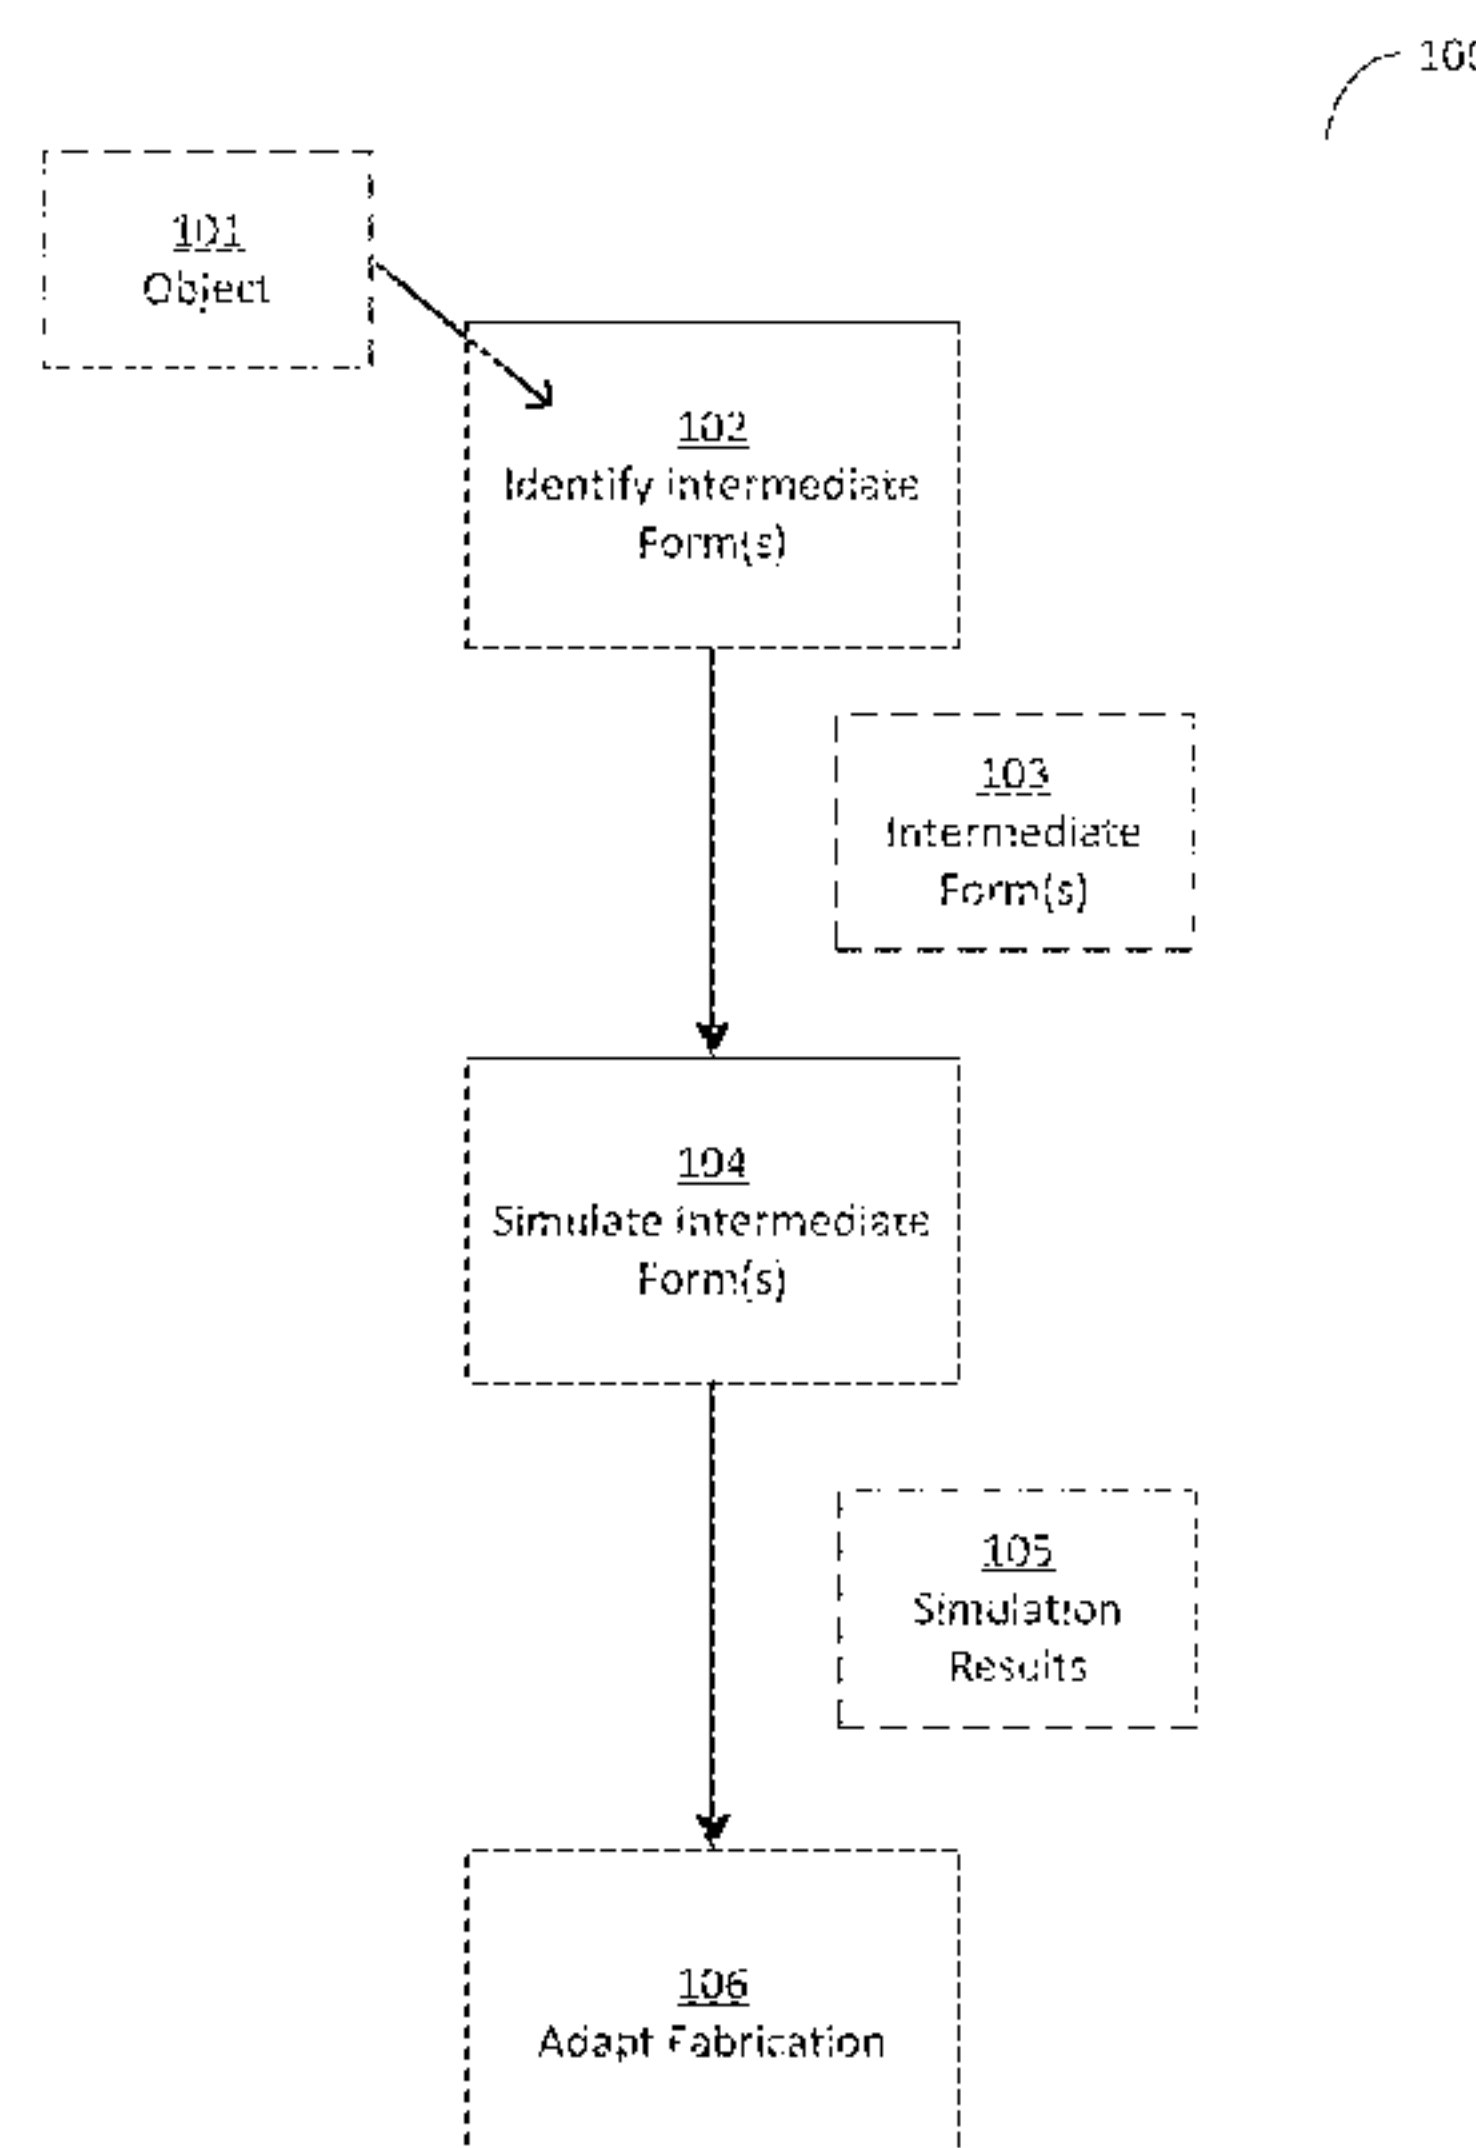 100
101
Object
102
Identify intermediate
Form(s)
103
Intermediate
Form(s)
104
Simulate Intermediate
Form(s)
105
Simulation
Results
106
Adapt Fabrication